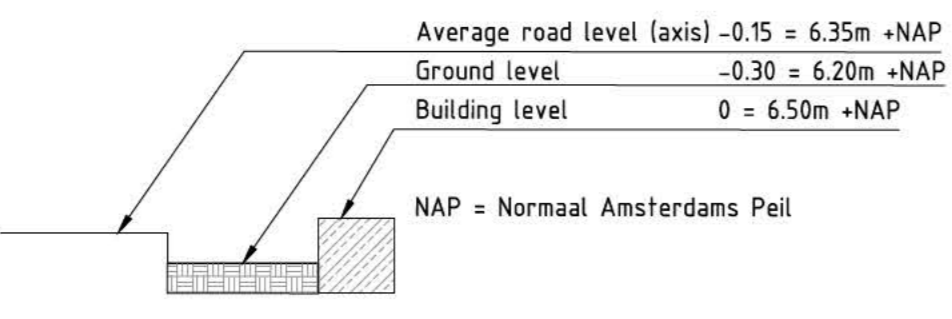 Average road level (axis) -0.15 = 6.35m +NAP
Ground level -0.30 = 6.20m +NAP
Building level 0 = 6.50m +NAP
NAP = Normaal Amsterdams Peil